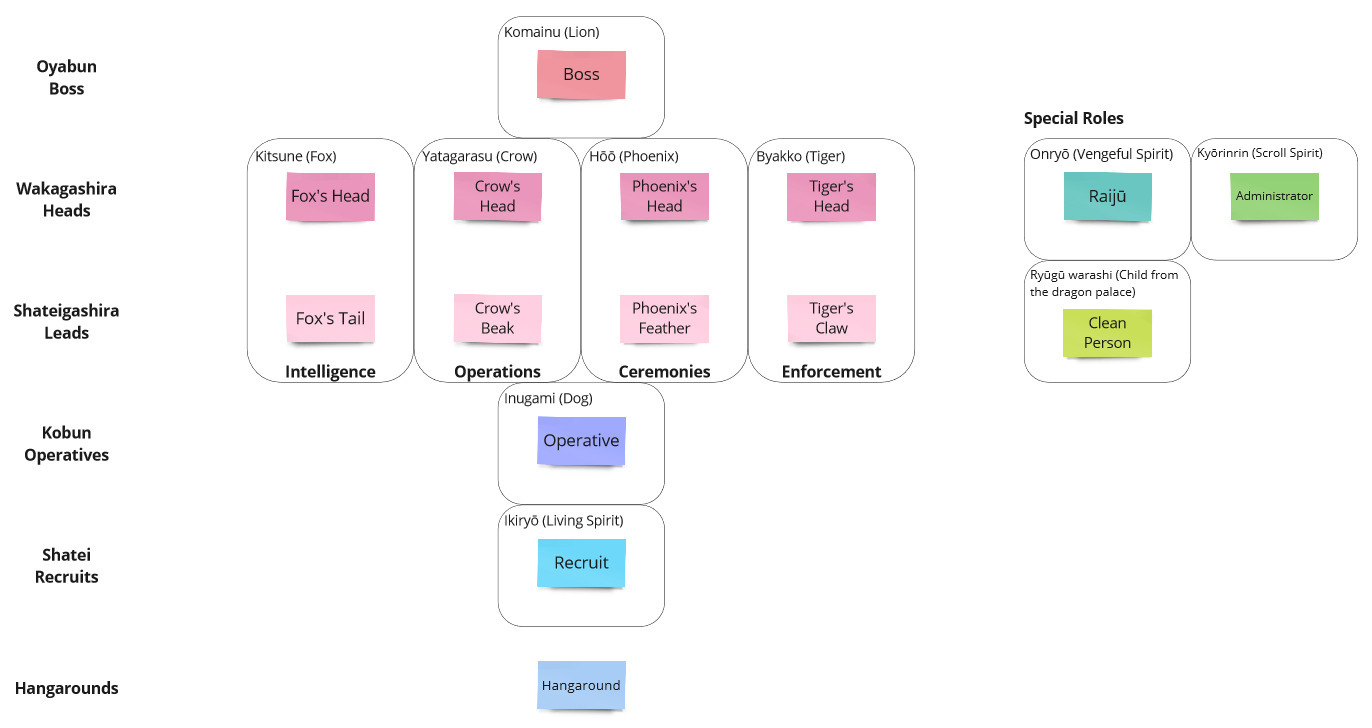 Komainu (Lion)
Oyabun
Boss
Boss
Special Roles
Kitsune (Fox)
Yatagarasu (Crow)
Hōō (Phoenix)
Byakko (Tiger)
Onryō (Vengeful Spirit)
Kyōrinrin (Scroll Spirit)
Wakagashira
Heads
Fox's Head
Crow's
Head
Phoenix's
Head
Tiger's
Head
Raijū
Administrator
Ryūgū warashi (Child from
the dragon palace)
Shateigashira
Leads
Fox's Tail
Crow's
Beak
Phoenix's
Feather
Tiger's
Claw
Clean
Person
Intelligence
Operations
Ceremonies
Enforcement
Inugami (Dog)
Kobun
Operatives
Operative
Ikiryō (Living Spirit)
Shatei
Recruits
Recruit
Hangarounds
Hangaround